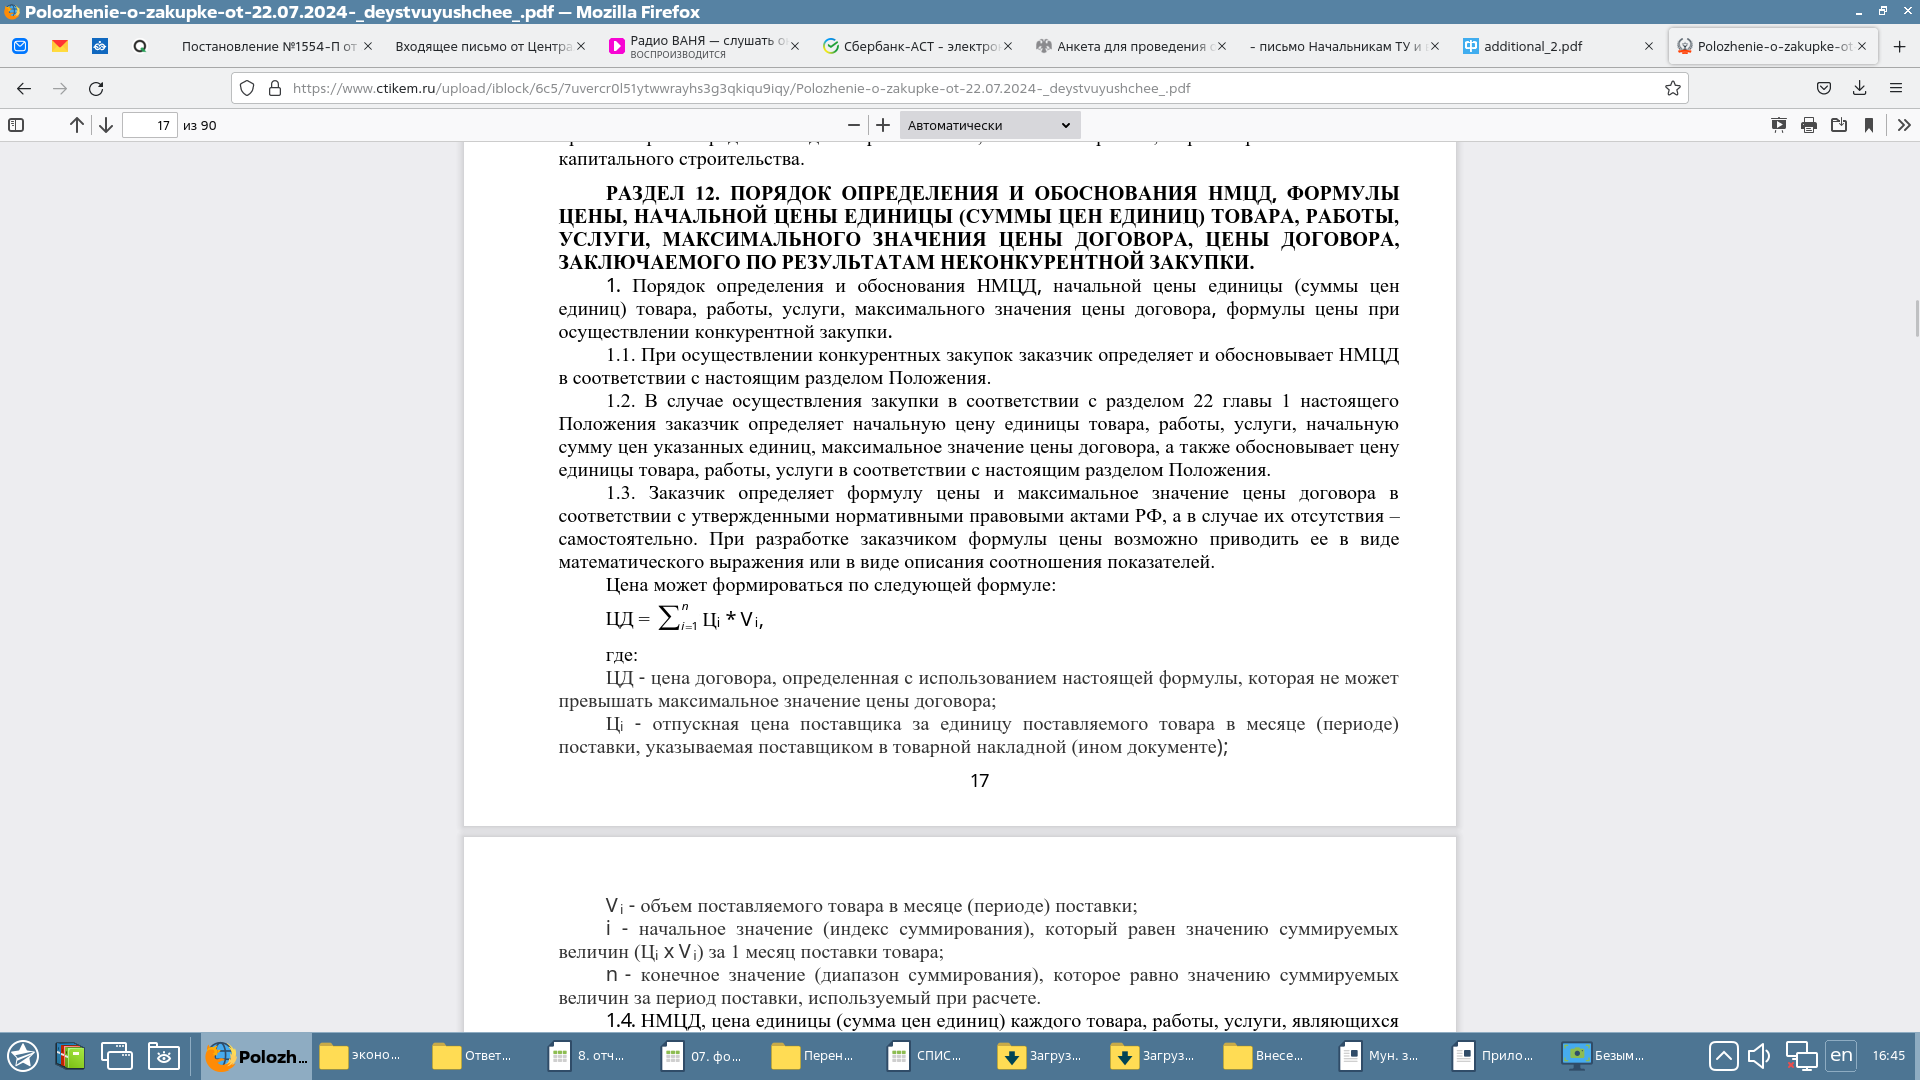 Polozhenie-o-zakupke-ot-22.07.2024-_deystvuyushchee_.pdf — Mozilla Firefox
Постановление №1554-П от
Входящее письмо от Центра
Радио ВАНЯ — слушать о
ВОСПРОИЗВОДИТСЯ
Сбербанк-АСТ – электро
Анкета для проведения о
- письмо Начальникам ТУ и
additional_2.pdf
Polozhenie-o-zakupke-ot
https://www.ctikem.ru/upload/iblock/6c5/7uvercr0l51ytwwrayhs3g3qkiqu9iqy/Polozhenie-o-zakupke-ot-22.07.2024-_deystvuyushchee_.pdf
17 из 90
Автоматически
капитального строительства.
РАЗДЕЛ 12. ПОРЯДОК ОПРЕДЕЛЕНИЯ И ОБОСНОВАНИЯ НМЦД, ФОРМУЛЫ
ЦЕНЫ, НАЧАЛЬНОЙ ЦЕНЫ ЕДИНИЦЫ (СУММЫ ЦЕН ЕДИНИЦ) ТОВАРА, РАБОТЫ,
УСЛУГИ, МАКСИМАЛЬНОГО ЗНАЧЕНИЯ ЦЕНЫ ДОГОВОРА, ЦЕНЫ ДОГОВОРА,
ЗАКЛЮЧАЕМОГО ПО РЕЗУЛЬТАТАМ НЕКОНКУРЕНТНОЙ ЗАКУПКИ.
1. Порядок определения и обоснования НМЦД, начальной цены единицы (суммы цен
единиц) товара, работы, услуги, максимального значения цены договора, формулы цены при
осуществлении конкурентной закупки.
1.1. При осуществлении конкурентных закупок заказчик определяет и обосновывает НМЦД
в соответствии с настоящим разделом Положения.
1.2. В случае осуществления закупки в соответствии с разделом 22 главы 1 настоящего
Положения заказчик определяет начальную цену единицы товара, работы, услуги, начальную
сумму цен указанных единиц, максимальное значение цены договора, а также обосновывает цену
единицы товара, работы, услуги в соответствии с настоящим разделом Положения.
1.3. Заказчик определяет формулу цены и максимальное значение цены договора в
соответствии с утвержденными нормативными правовыми актами РФ, а в случае их отсутствия –
самостоятельно. При разработке заказчиком формулы цены возможно приводить ее в виде
математического выражения или в виде описания соотношения показателей.
Цена может формироваться по следующей формуле:
ЦД = ∑ⁿᵢ₌₁ Цᵢ * Vᵢ,
где:
ЦД - цена договора, определенная с использованием настоящей формулы, которая не может
превышать максимальное значение цены договора;
Цᵢ - отпускная цена поставщика за единицу поставляемого товара в месяце (периоде)
поставки, указываемая поставщиком в товарной накладной (ином документе);
17
Vᵢ - объем поставляемого товара в месяце (периоде) поставки;
i - начальное значение (индекс суммирования), который равен значению суммируемых
величин (Цᵢ x Vᵢ) за 1 месяц поставки товара;
n - конечное значение (диапазон суммирования), которое равно значению суммируемых
величин за период поставки, используемый при расчете.
1.4. НМЦД, цена единицы (сумма цен единиц) каждого товара, работы, услуги, являющихся
Polozh...
эконо...
Ответ...
8. отч...
07. фо...
Перен...
СПИС...
Загруз...
Загруз...
Внесе...
Мун. з...
Прило...
Безым...
en
16:45